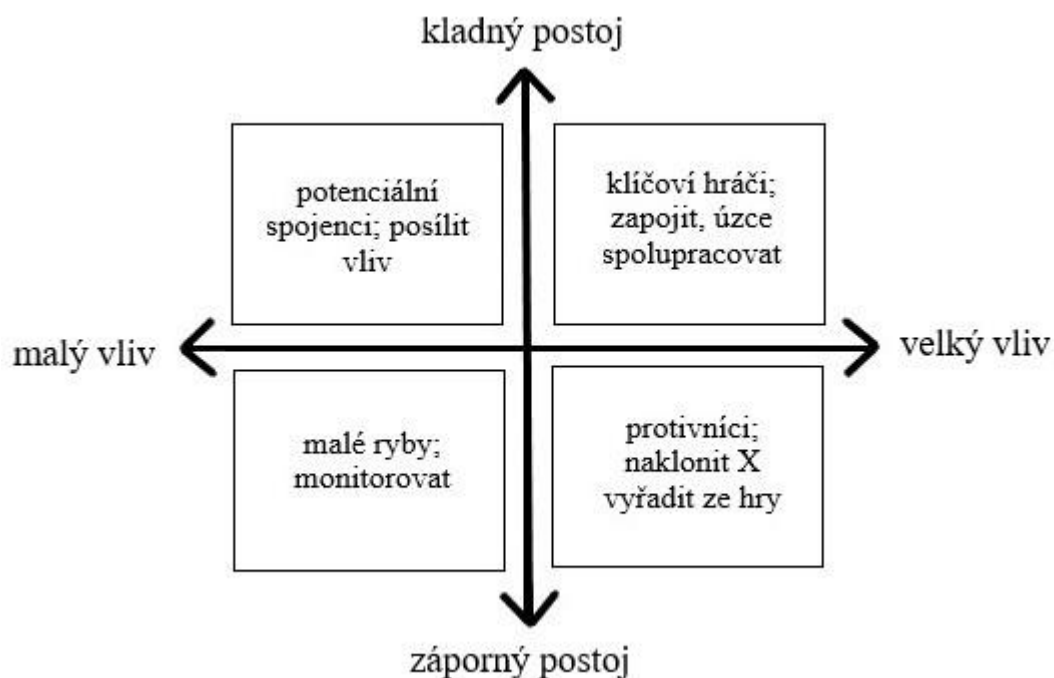 kladný postoj
potenciální
spojenci; posílit
vliv
klíčoví hráči;
zapojit, úzce
spolupracovat
malý vliv
velký vliv
malé ryby;
monitorovat
protivníci;
naklonit X
vyřadit ze hry
záporný postoj